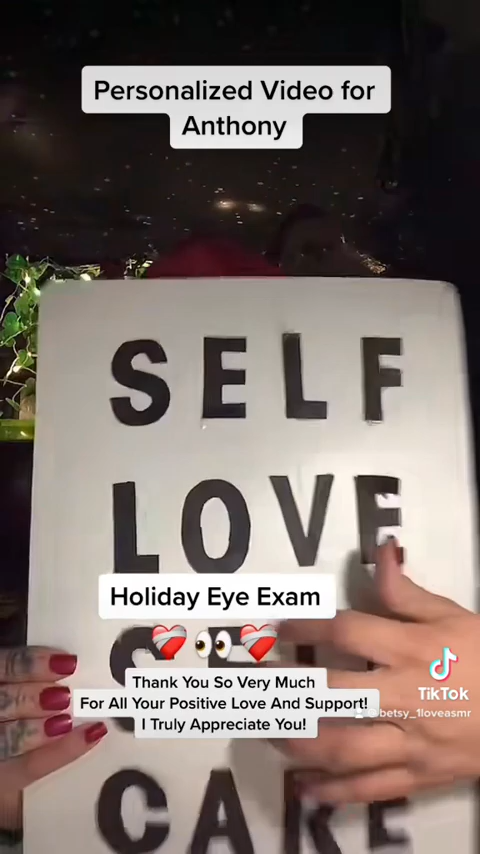 Personalized Video for
Anthony
SELF
LOVE
Holiday Eye Exam
❤️‍🩹 👀 ❤️‍🩹
Thank You So Very Much
For All Your Positive Love And Support!
I Truly Appreciate You!
TikTok
@betsy_1loveasmr
CARE